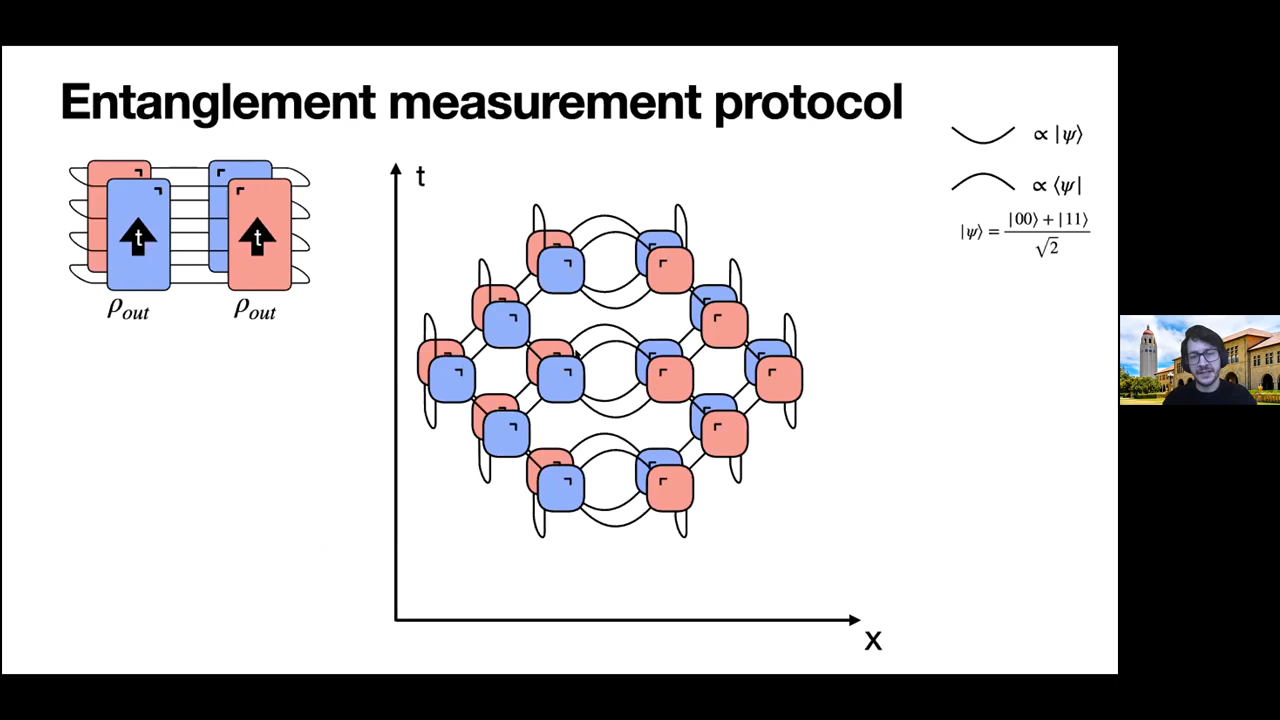 Entanglement measurement protocol
∝ |ψ⟩
∝ ⟨ψ|
|ψ⟩ = (|00⟩ + |11⟩)/√2
t
t t
ρout ρout
x